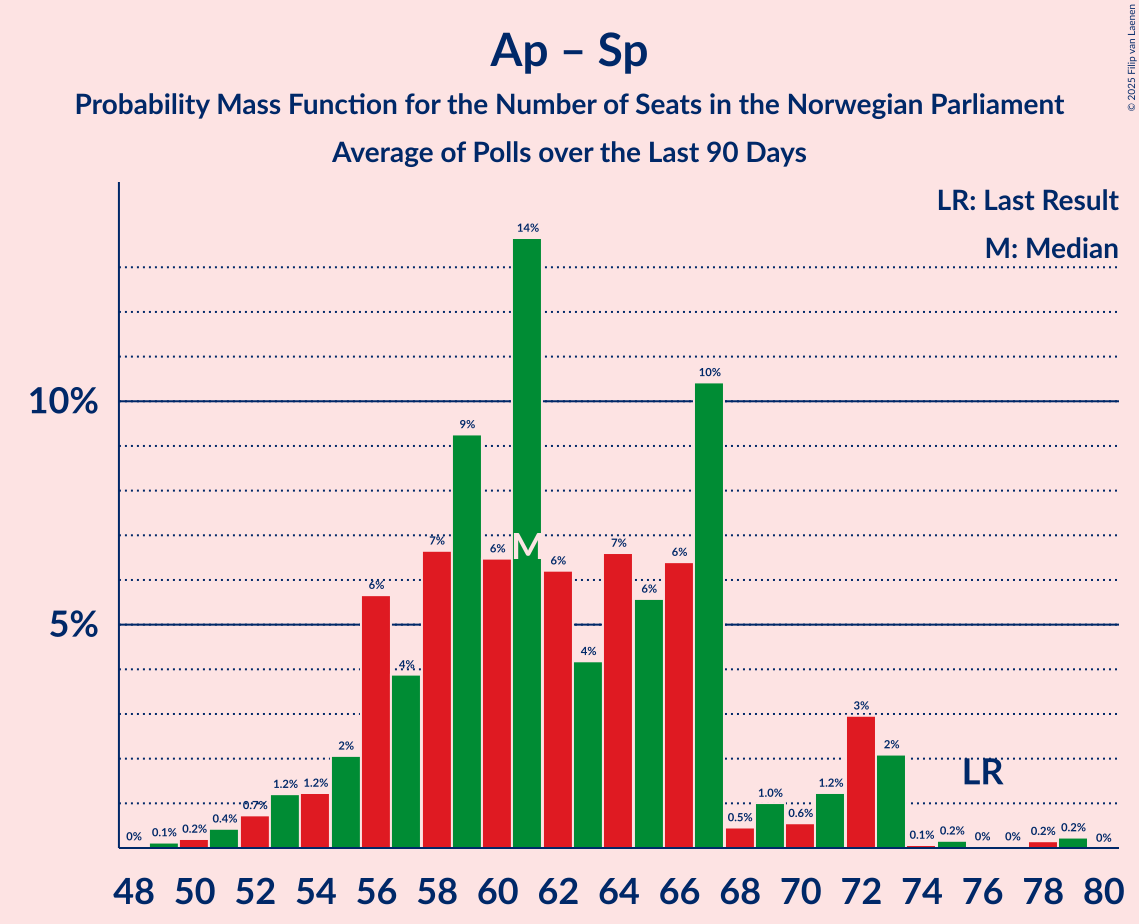 Ap – Sp
Probability Mass Function for the Number of Seats in the Norwegian Parliament
Average of Polls over the Last 90 Days
© 2025 Filip van Laenen
LR: Last Result
M: Median
10%
5%
0% 0.1% 0.2% 0.4% 0.7% 1.2% 1.2% 2% 6% 4% 7% 9% 6% 14% 6% 4% 7% 6% 6% 10% 0.5% 1.0% 0.6% 1.2% 3% 2% 0.1% 0.2% 0% 0% 0.2% 0.2% 0%
M
LR
48 50 52 54 56 58 60 62 64 66 68 70 72 74 76 78 80